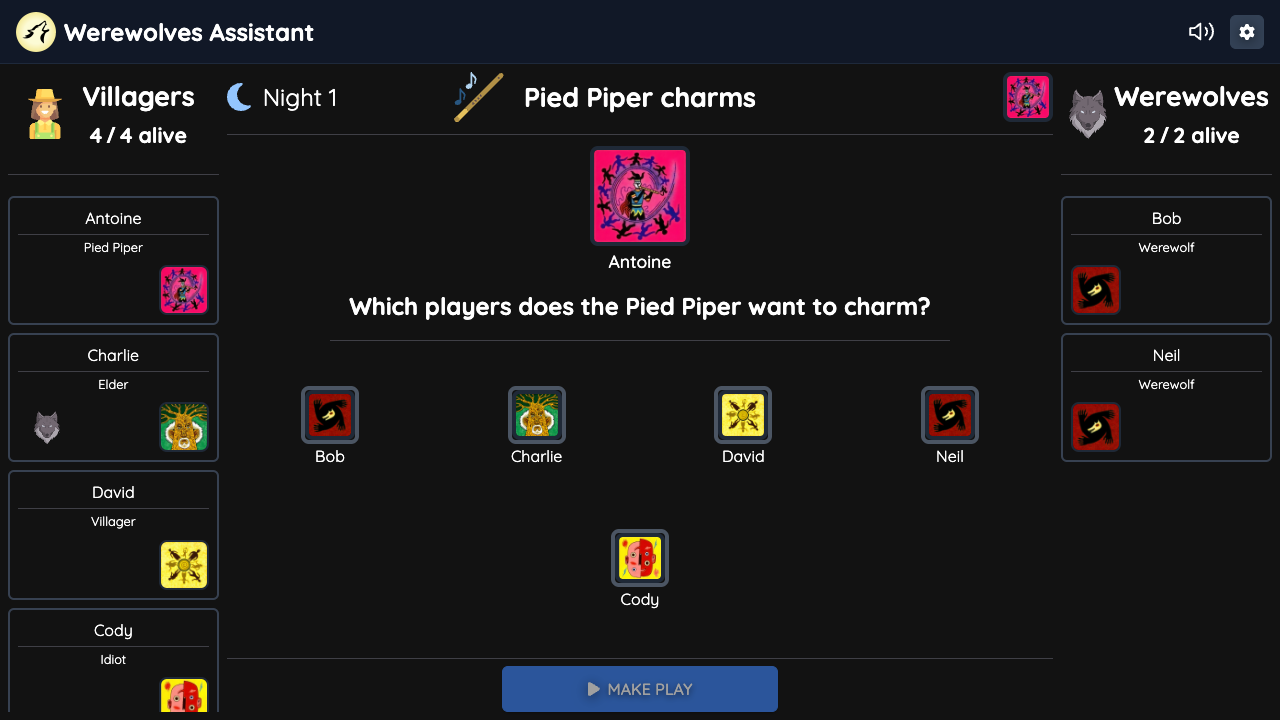 Werewolves Assistant
Villagers
4 / 4 alive
Night 1
Pied Piper charms
Werewolves
2 / 2 alive
Antoine
Pied Piper
Charlie
Elder
David
Villager
Cody
Idiot
Antoine
Which players does the Pied Piper want to charm?
Bob
Charlie
David
Neil
Cody
MAKE PLAY
Bob
Werewolf
Neil
Werewolf